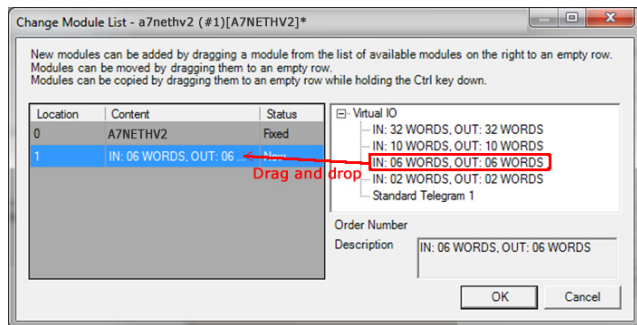 Change Module List - a7nethv2 (#1)[A7NETHV2]*
New modules can be added by dragging a module from the list of available modules on the right to an empty row.
Modules can be moved by dragging them to an empty row.
Modules can be copied by dragging them to an empty row while holding the Ctrl key down.
Location Content Status
0 A7NETHV2 Fixed
1 IN: 06 WORDS, OUT: 06 ... New
Drag and drop
Virtual IO
IN: 32 WORDS, OUT: 32 WORDS
IN: 10 WORDS, OUT: 10 WORDS
IN: 06 WORDS, OUT: 06 WORDS
IN: 02 WORDS, OUT: 02 WORDS
Standard Telegram 1
Order Number
Description IN: 06 WORDS, OUT: 06 WORDS
OK Cancel